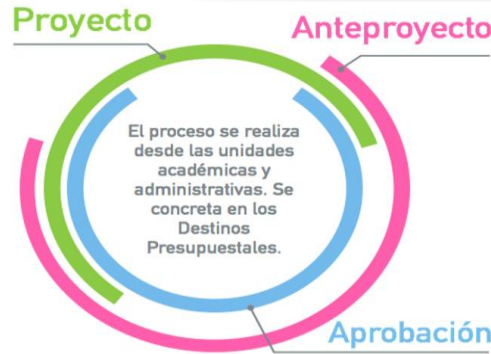 Proyecto
Anteproyecto
El proceso se realiza
desde las unidades
académicas y
administrativas. Se
concreta en los
Destinos
Presupuestales.
Aprobación